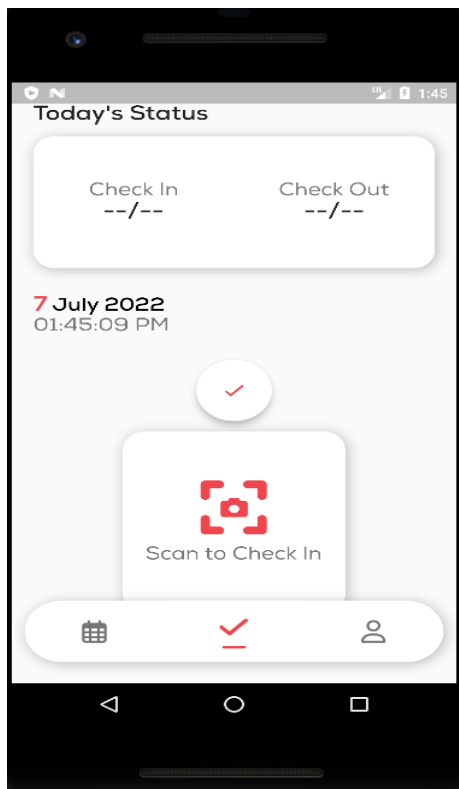 LTE 1:45
Today's Status
Check In Check Out
--/-- --/--
7 July 2022
01:45:09 PM
Scan to Check In